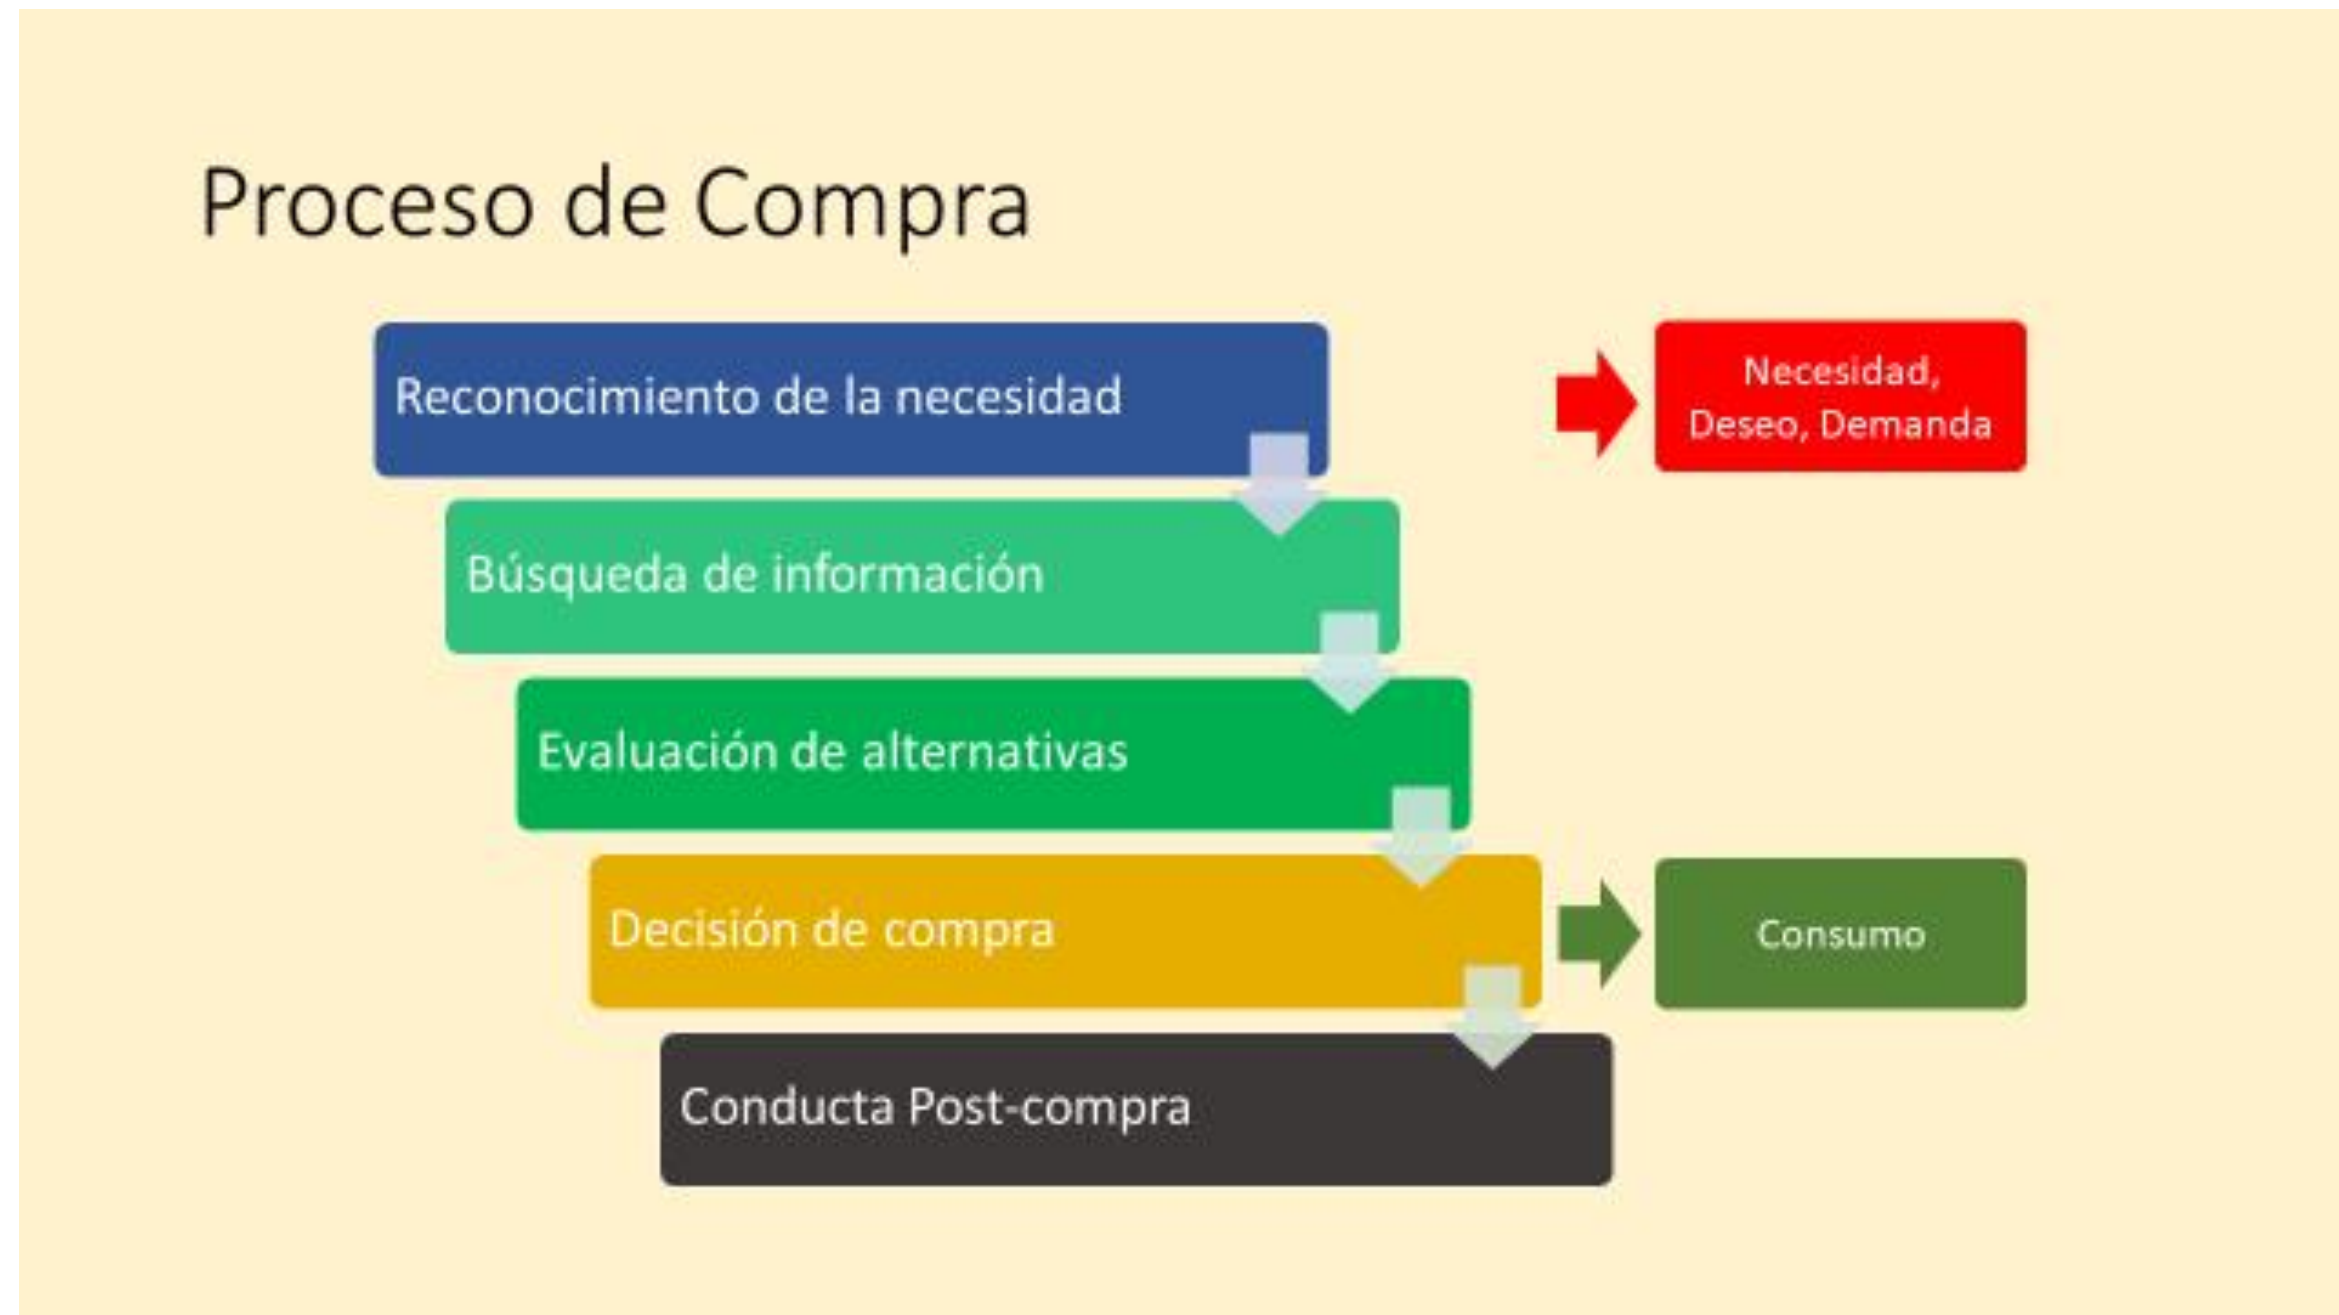 Proceso de Compra
Reconocimiento de la necesidad
Necesidad,
Deseo, Demanda
Búsqueda de información
Evaluación de alternativas
Decisión de compra
Consumo
Conducta Post-compra